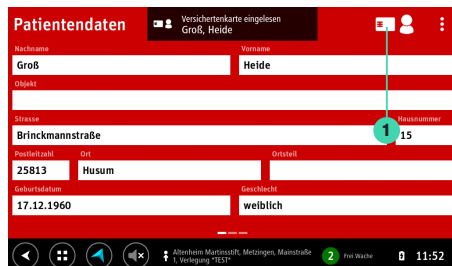 Patientendaten
Versichertenkarte eingelesen
Groß, Heide
Nachname Vorname
Groß Heide
Objekt
Strasse Hausnummer
Brinckmannstraße 15
1
Postleitzahl Ort Ortsteil
25813 Husum
Geburtsdatum Geschlecht
17.12.1960 weiblich
Altenheim Martinsstift, Metzingen, Mainstraße
1, Verlegung *TEST*
2 Frei Wache 11:52